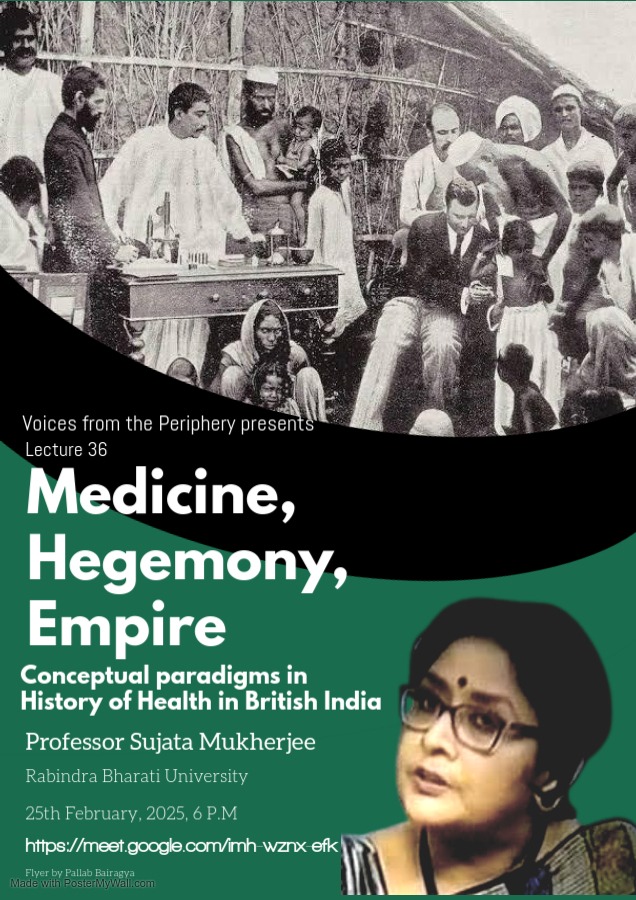 Voices from the Periphery presents
Lecture 36
Medicine,
Hegemony,
Empire
Conceptual paradigms in
History of Health in British India
Professor Sujata Mukherjee
Rabindra Bharati University
25th February, 2025, 6 P.M
https://meet.google.com/imh-wznx-efk
Flyer by Pallab Bairagya
Made with PosterMyWall.com